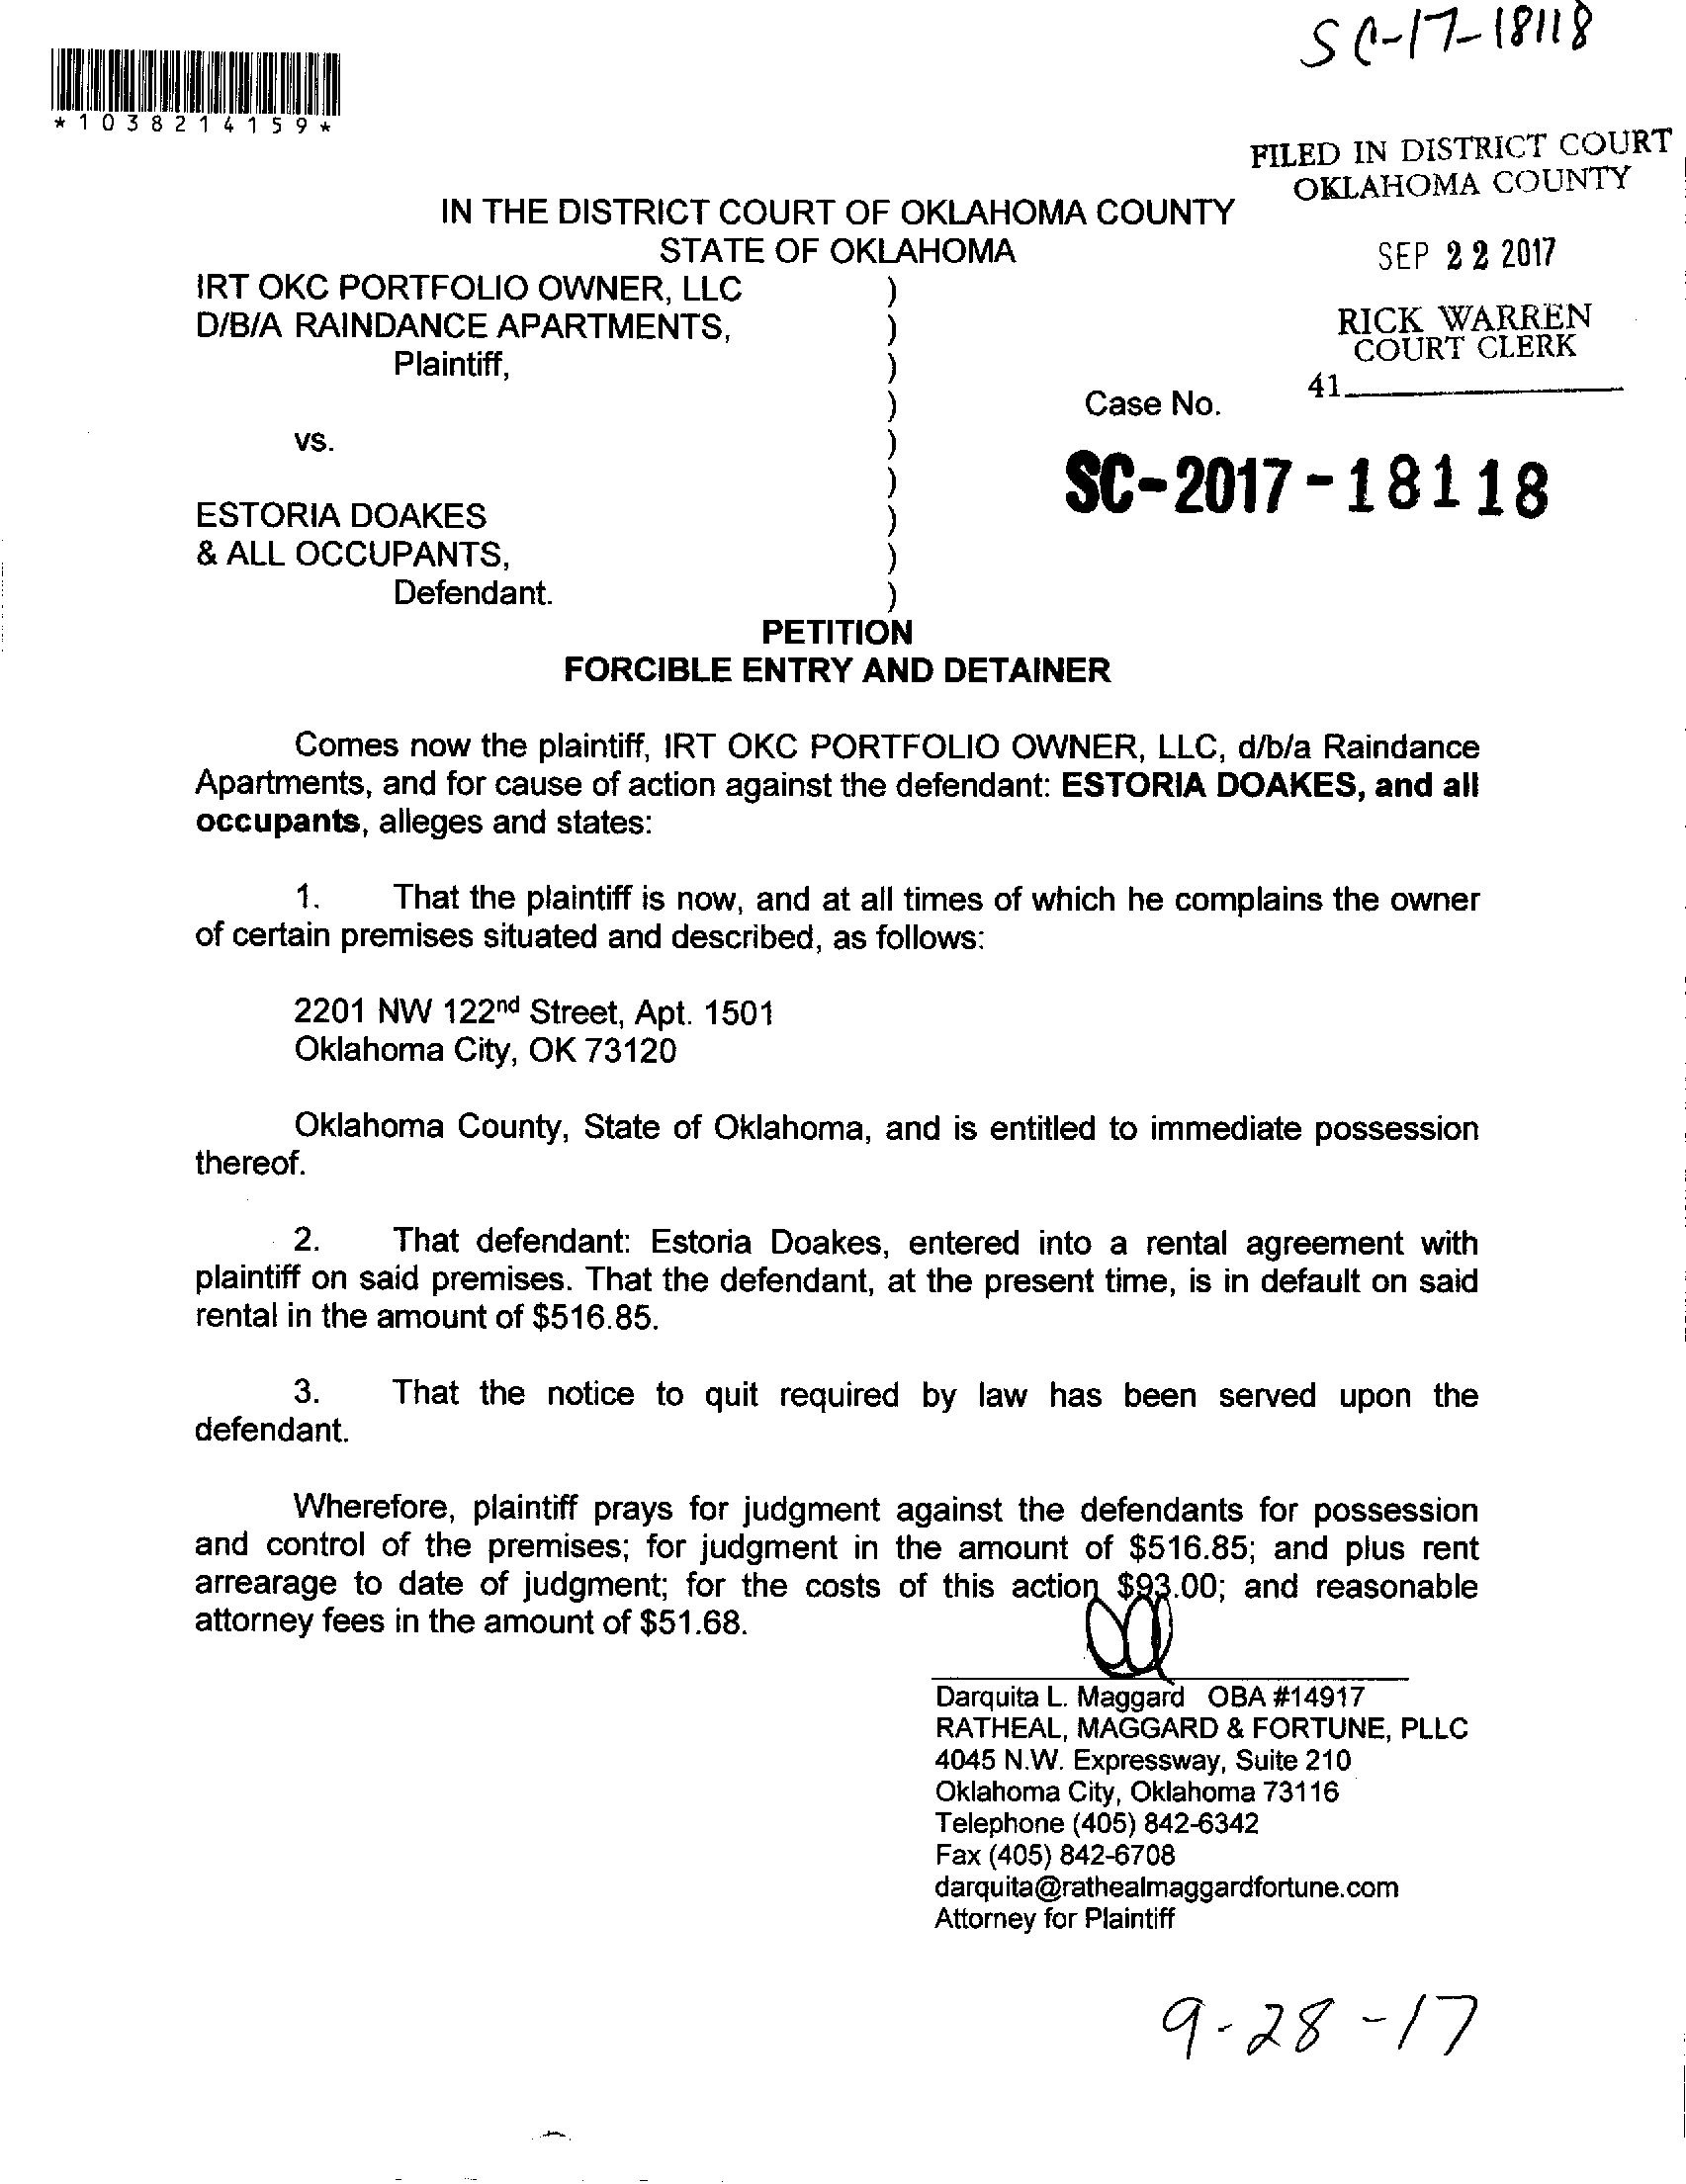 SC-17-18118
*1038214159*
FILED IN DISTRICT COURT
OKLAHOMA COUNTY
SEP 22 2017
RICK WARREN
COURT CLERK
41
IN THE DISTRICT COURT OF OKLAHOMA COUNTY
STATE OF OKLAHOMA
IRT OKC PORTFOLIO OWNER, LLC )
D/B/A RAINDANCE APARTMENTS, )
Plaintiff, )
) Case No.
vs. )
) SC-2017-18118
ESTORIA DOAKES )
& ALL OCCUPANTS, )
Defendant. )
PETITION
FORCIBLE ENTRY AND DETAINER
Comes now the plaintiff, IRT OKC PORTFOLIO OWNER, LLC, d/b/a Raindance
Apartments, and for cause of action against the defendant: ESTORIA DOAKES, and all
occupants, alleges and states:
1. That the plaintiff is now, and at all times of which he complains the owner
of certain premises situated and described, as follows:
2201 NW 122nd Street, Apt. 1501
Oklahoma City, OK 73120
Oklahoma County, State of Oklahoma, and is entitled to immediate possession
thereof.
2. That defendant: Estoria Doakes, entered into a rental agreement with
plaintiff on said premises. That the defendant, at the present time, is in default on said
rental in the amount of $516.85.
3. That the notice to quit required by law has been served upon the
defendant.
Wherefore, plaintiff prays for judgment against the defendants for possession
and control of the premises; for judgment in the amount of $516.85; and plus rent
arrearage to date of judgment; for the costs of this action $93.00; and reasonable
attorney fees in the amount of $51.68.
Darquita L. Maggard OBA #14917
RATHEAL, MAGGARD & FORTUNE, PLLC
4045 N.W. Expressway, Suite 210
Oklahoma City, Oklahoma 73116
Telephone (405) 842-6342
Fax (405) 842-6708
darquita@rathealmaggardfortune.com
Attorney for Plaintiff
9-28-17